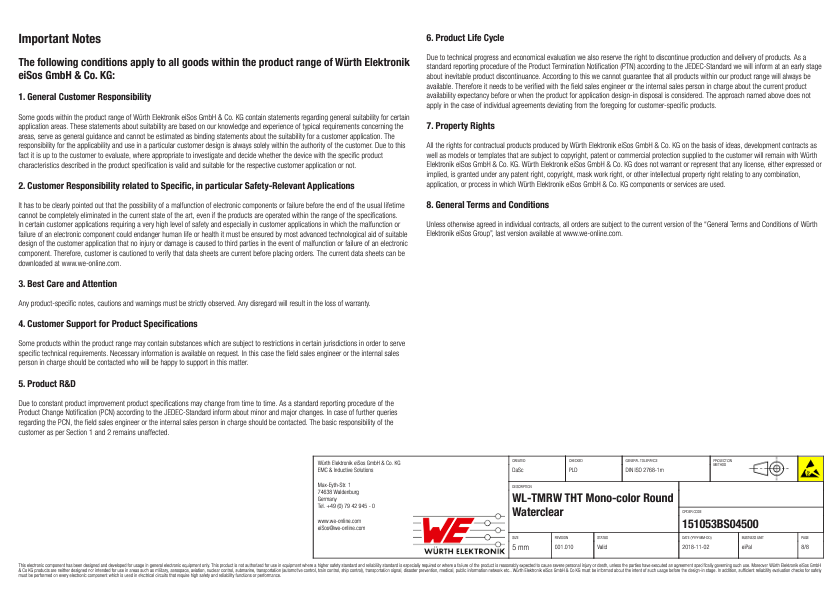 Important Notes
The following conditions apply to all goods within the product range of Würth Elektronik
eiSos GmbH & Co. KG:
1. General Customer Responsibility
Some goods within the product range of Würth Elektronik eiSos GmbH & Co. KG contain statements regarding general suitability for certain
application areas. These statements about suitability are based on our knowledge and experience of typical requirements concerning the
areas, serve as general guidance and cannot be estimated as binding statements about the suitability for a customer application. The
responsibility for the applicability and use in a particular customer design is always solely within the authority of the customer. Due to this
fact it is up to the customer to evaluate, where appropriate to investigate and decide whether the device with the specific product
characteristics described in the product specification is valid and suitable for the respective customer application or not.
2. Customer Responsibility related to Specific, in particular Safety-Relevant Applications
It has to be clearly pointed out that the possibility of a malfunction of electronic components or failure before the end of the usual lifetime
cannot be completely eliminated in the current state of the art, even if the products are operated within the range of the specifications.
In certain customer applications requiring a very high level of safety and especially in customer applications in which the malfunction or
failure of an electronic component could endanger human life or health it must be ensured by most advanced technological aid of suitable
design of the customer application that no injury or damage is caused to third parties in the event of malfunction or failure of an electronic
component. Therefore, customer is cautioned to verify that data sheets are current before placing orders. The current data sheets can be
downloaded at www.we-online.com.
3. Best Care and Attention
Any product-specific notes, cautions and warnings must be strictly observed. Any disregard will result in the loss of warranty.
4. Customer Support for Product Specifications
Some products within the product range may contain substances which are subject to restrictions in certain jurisdictions in order to serve
specific technical requirements. Necessary information is available on request. In this case the field sales engineer or the internal sales
person in charge should be contacted who will be happy to support in this matter.
5. Product R&D
Due to constant product improvement product specifications may change from time to time. As a standard reporting procedure of the
Product Change Notification (PCN) according to the JEDEC-Standard inform about minor and major changes. In case of further queries
regarding the PCN, the field sales engineer or the internal sales person in charge should be contacted. The basic responsibility of the
customer as per Section 1 and 2 remains unaffected.
6. Product Life Cycle
Due to technical progress and economical evaluation we also reserve the right to discontinue production and delivery of products. As a
standard reporting procedure of the Product Termination Notification (PTN) according to the JEDEC-Standard we will inform at an early stage
about inevitable product discontinuance. According to this we cannot guarantee that all products within our product range will always be
available. Therefore it needs to be verified with the field sales engineer or the internal sales person in charge about the current product
availability expectancy before or when the product for application design-in disposal is considered. The approach named above does not
apply in the case of individual agreements deviating from the foregoing for customer-specific products.
7. Property Rights
All the rights for contractual products produced by Würth Elektronik eiSos GmbH & Co. KG on the basis of ideas, development contracts as
well as models or templates that are subject to copyright, patent or commercial protection supplied to the customer will remain with Würth
Elektronik eiSos GmbH & Co. KG. Würth Elektronik eiSos GmbH & Co. KG does not warrant or represent that any license, either expressed or
implied, is granted under any patent right, copyright, mask work right, or other intellectual property right relating to any combination,
application, or process in which Würth Elektronik eiSos GmbH & Co. KG components or services are used.
8. General Terms and Conditions
Unless otherwise agreed in individual contracts, all orders are subject to the current version of the "General Terms and Conditions of Würth
Elektronik eiSos Group", last version available at www.we-online.com.
Würth Elektronik eiSos GmbH & Co. KG
EMC & Inductive Solutions
Max-Eyth-Str. 1
74638 Waldenburg
Germany
Tel. +49 (0) 79 42 945 - 0
www.we-online.com
eiSos@we-online.com
WE
WÜRTH ELEKTRONIK
CREATED
DaSc
CHECKED
PLD
GENERAL TOLERANCE
DIN ISO 2768-1m
PROJECTION
METHOD
DESCRIPTION
WL-TMRW THT Mono-color Round
Waterclear
ORDER CODE
151053BS04500
SIZE
5 mm
REVISION
001.010
STATUS
Valid
DATE (YYYY-MM-DD)
2018-11-02
BUSINESS UNIT
eiPal
PAGE
8/8
This electronic component has been designed and developed for usage in general electronic equipment only. This product is not authorized for use in equipment where a higher safety standard and reliability standard is especially required or where a failure of the product is reasonably expected to cause severe personal injury or death, unless the parties have executed an agreement specifically governing such use. Moreover Würth Elektronik eiSos GmbH
& Co KG products are neither designed nor intended for use in areas such as military, aerospace, aviation, nuclear control, submarine, transportation (automotive control, train control, ship control), transportation signal, disaster prevention, medical, public information network etc.. Würth Elektronik eiSos GmbH & Co KG must be informed about the intent of such usage before the design-in stage. In addition, sufficient reliability evaluation checks for safety
must be performed on every electronic component which is used in electrical circuits that require high safety and reliability functions or performance.